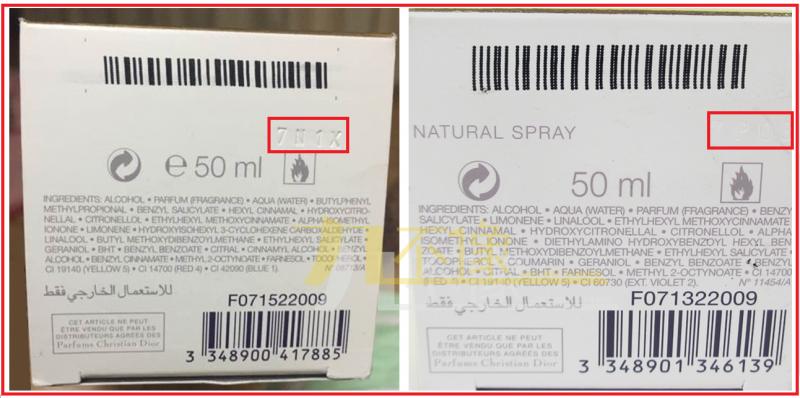 7N1X
e 50 ml
INGREDIENTS: ALCOHOL • PARFUM (FRAGRANCE) • AQUA (WATER) • BUTYLPHENYL
METHYLPROPIONAL • BENZYL SALICYLATE • HEXYL CINNAMAL • HYDROXYCITRO-
NELLAL • CITRONELLOL • ETHYLHEXYL METHOXYCINNAMATE • ALPHA-ISOMETHYL
IONONE • LIMONENE • HYDROXYISOHEXYL 3-CYCLOHEXENE CARBOXALDEHYDE •
LINALOOL • BUTYL METHOXYDIBENZOYLMETHANE • ETHYLHEXYL SALICYLATE •
GERANIOL • BHT • BENZYL BENZOATE • CITRAL • CINNAMYL ALCOHOL • BENZYL
ALCOHOL • BENZYL CINNAMATE • METHYL 2-OCTYNOATE • FARNESOL • TOCOPHEROL •
CI 19140 (YELLOW 5) • CI 14700 (RED 4) • CI 42090 (BLUE 1).
للاستعمال الخارجي فقط
F071522009
CET ARTICLE NE PEUT
ÊTRE VENDU QUE PAR LES
DISTRIBUTEURS AGRÉÉS DES
Parfums Christian Dior
3 348900 417885
NATURAL SPRAY
50 ml
INGREDIENTS: ALCOHOL • AQUA (WATER) • PARFUM (FRAGRANCE) • BENZY
SALICYLATE • LIMONENE • LINALOOL • ETHYLHEXYL METHOXYCINNAMATE
HEXYL CINNAMAL • HYDROXYCITRONELLAL • CITRONELLOL • ALPHA
ISOMETHYL IONONE • DIETHYLAMINO HYDROXYBENZOYL HEXYL BEN
ZOATE • BUTYL METHOXYDIBENZOYLMETHANE • ETHYLHEXYL SALICYLATE
TOCOPHEROL • COUMARIN • GERANIOL • BENZYL BENZOATE • BENZYL
ALCOHOL • CITRAL • BHT • FARNESOL • METHYL 2-OCTYNOATE • CI 14700
(RED 4) • CI 19140 (YELLOW 5) • CI 60730 (EXT. VIOLET 2). N° 11454/A
للاستعمال الخارجي فقط
F071322009
CET ARTICLE NE PEUT
ÊTRE VENDU QUE PAR LES
DISTRIBUTEURS AGRÉÉS DES
Parfums Christian Dior
3 348901 346139